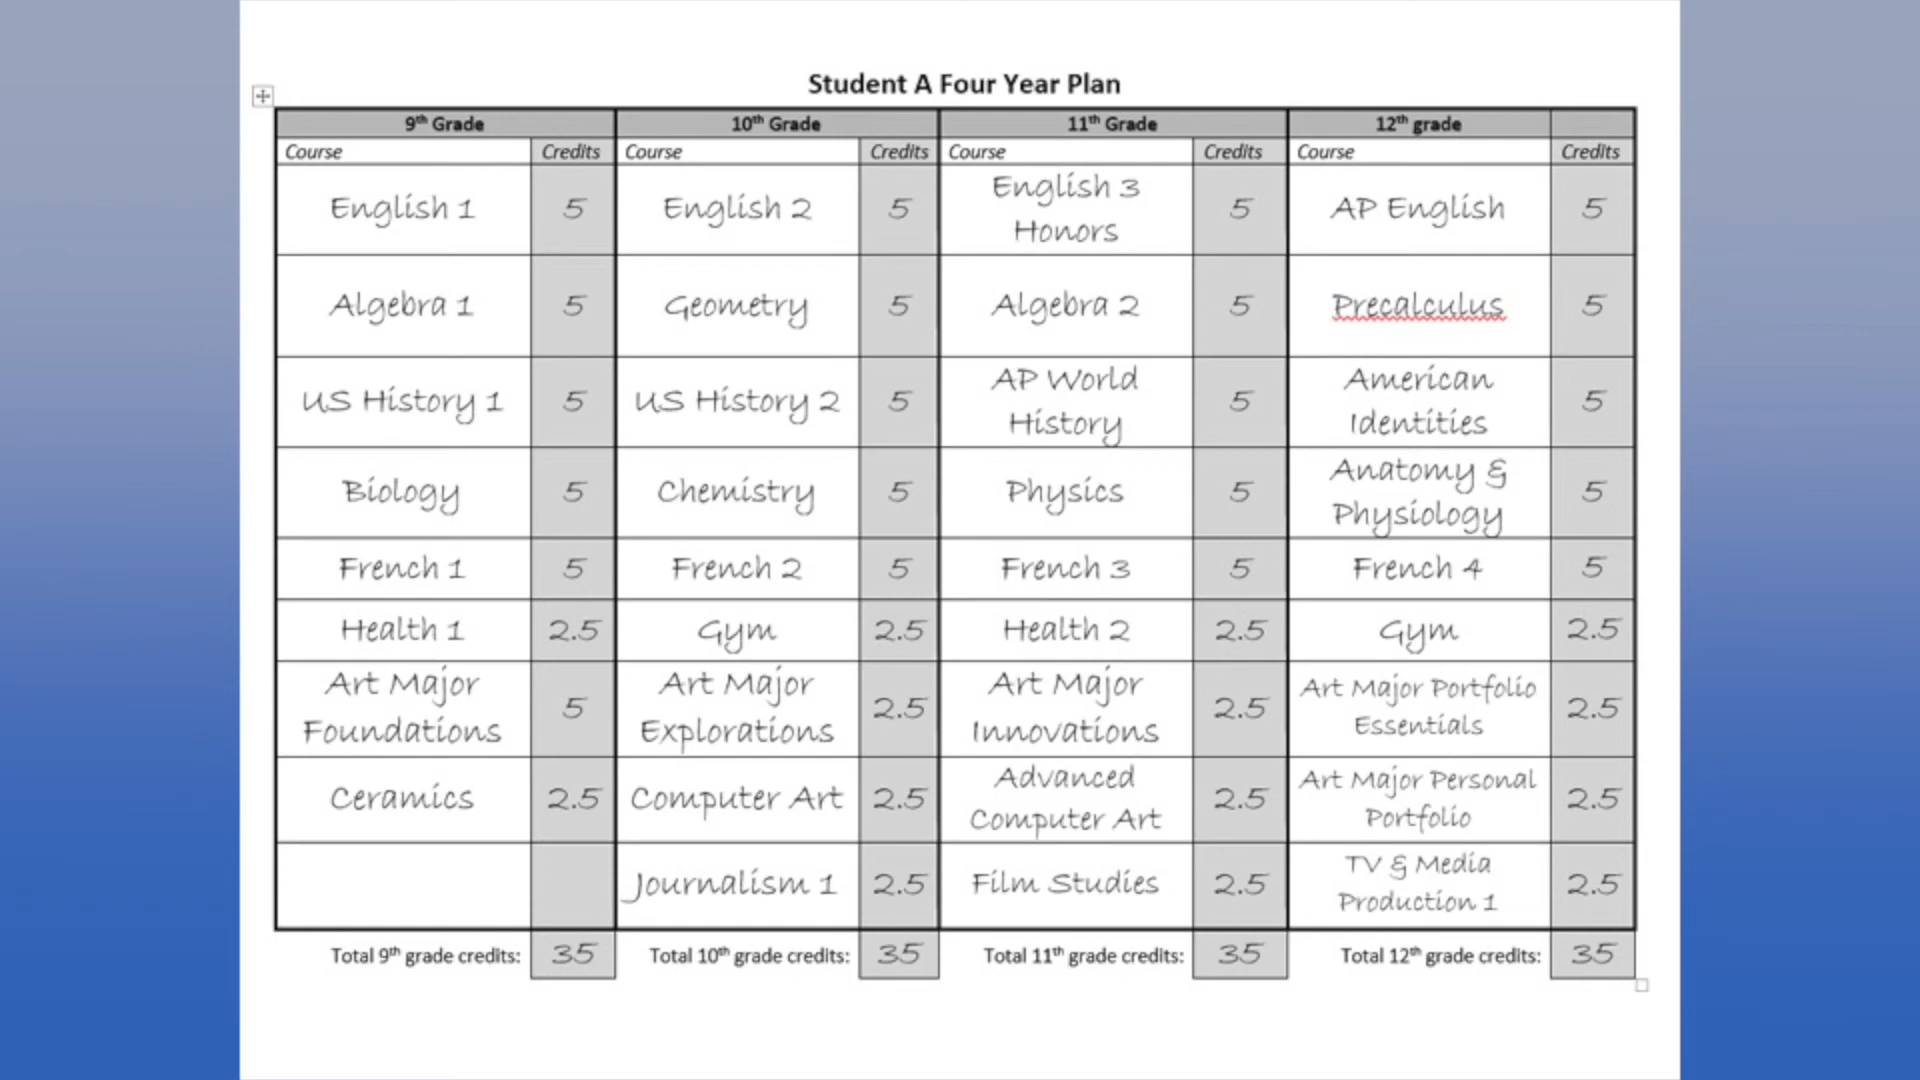 Student A Four Year Plan
9th Grade 10th Grade 11th Grade 12th grade
Course Credits Course Credits Course Credits Course Credits
English 1 5 English 2 5 English 3 Honors 5 AP English 5
Algebra 1 5 Geometry 5 Algebra 2 5 Precalculus 5
US History 1 5 US History 2 5 AP World History 5 American Identities 5
Biology 5 Chemistry 5 Physics 5 Anatomy & Physiology 5
French 1 5 French 2 5 French 3 5 French 4 5
Health 1 2.5 Gym 2.5 Health 2 2.5 Gym 2.5
Art Major Foundations 5 Art Major Explorations 2.5 Art Major Innovations 2.5 Art Major Portfolio Essentials 2.5
Ceramics 2.5 Computer Art 2.5 Advanced Computer Art 2.5 Art Major Personal Portfolio 2.5
Journalism 1 2.5 Film Studies 2.5 TV & Media Production 1 2.5
Total 9th grade credits: 35 Total 10th grade credits: 35 Total 11th grade credits: 35 Total 12th grade credits: 35